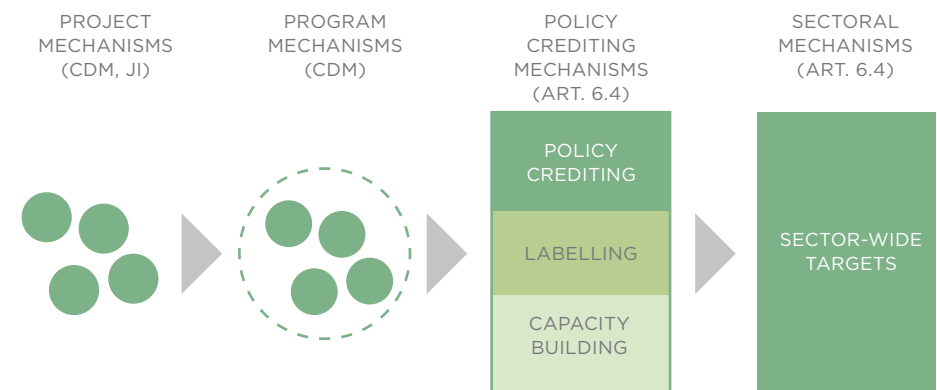 PROJECT
MECHANISMS
(CDM, JI)
PROGRAM
MECHANISMS
(CDM)
POLICY
CREDITING
MECHANISMS
(ART. 6.4)
SECTORAL
MECHANISMS
(ART. 6.4)
POLICY
CREDITING
LABELLING
CAPACITY
BUILDING
SECTOR-WIDE
TARGETS